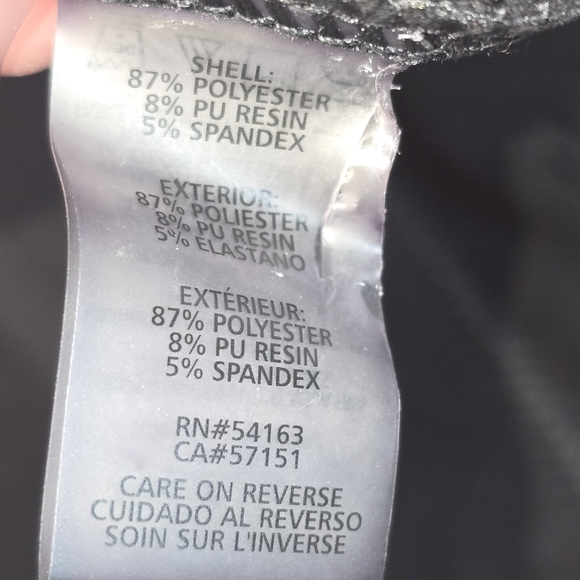 SHELL:
87% POLYESTER
8% PU RESIN
5% SPANDEX
EXTERIOR:
87% POLIESTER
8% PU RESIN
5% ELASTANO
EXTÉRIEUR:
87% POLYESTER
8% PU RESIN
5% SPANDEX
RN#54163
CA#57151
CARE ON REVERSE
CUIDADO AL REVERSO
SOIN SUR L'INVERSE